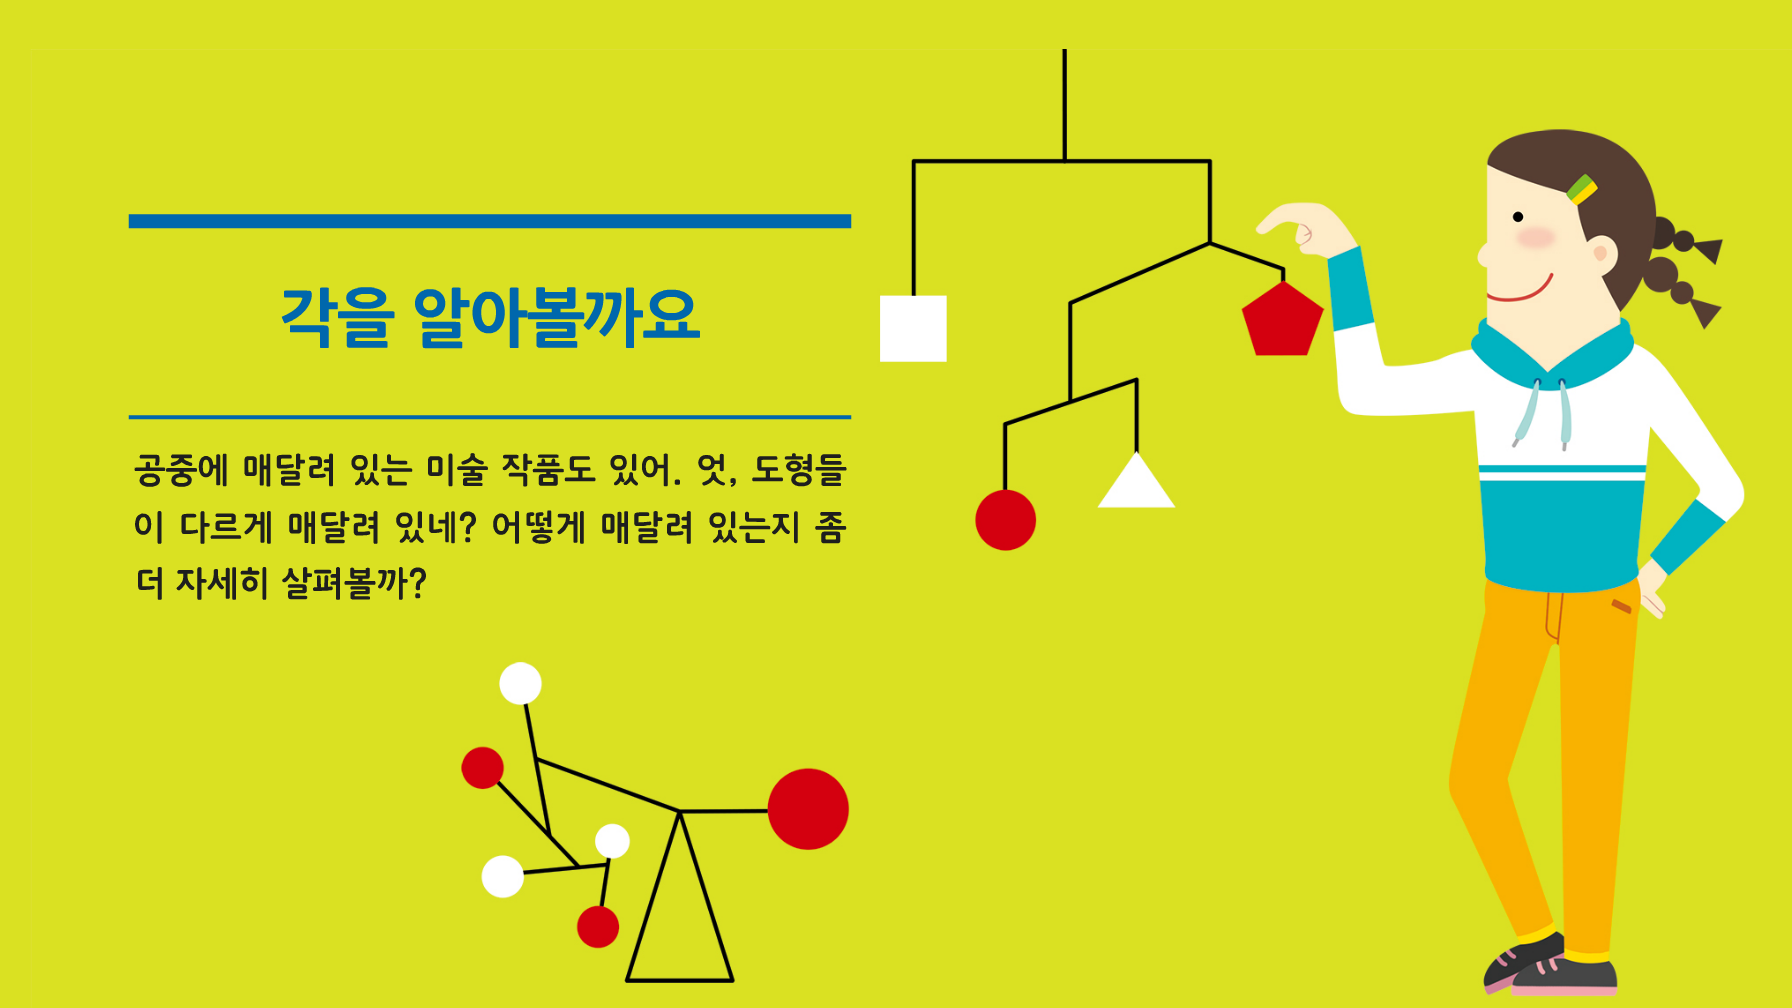 각을 알아볼까요
공중에 매달려 있는 미술 작품도 있어. 엇, 도형들
이 다르게 매달려 있네? 어떻게 매달려 있는지 좀
더 자세히 살펴볼까?